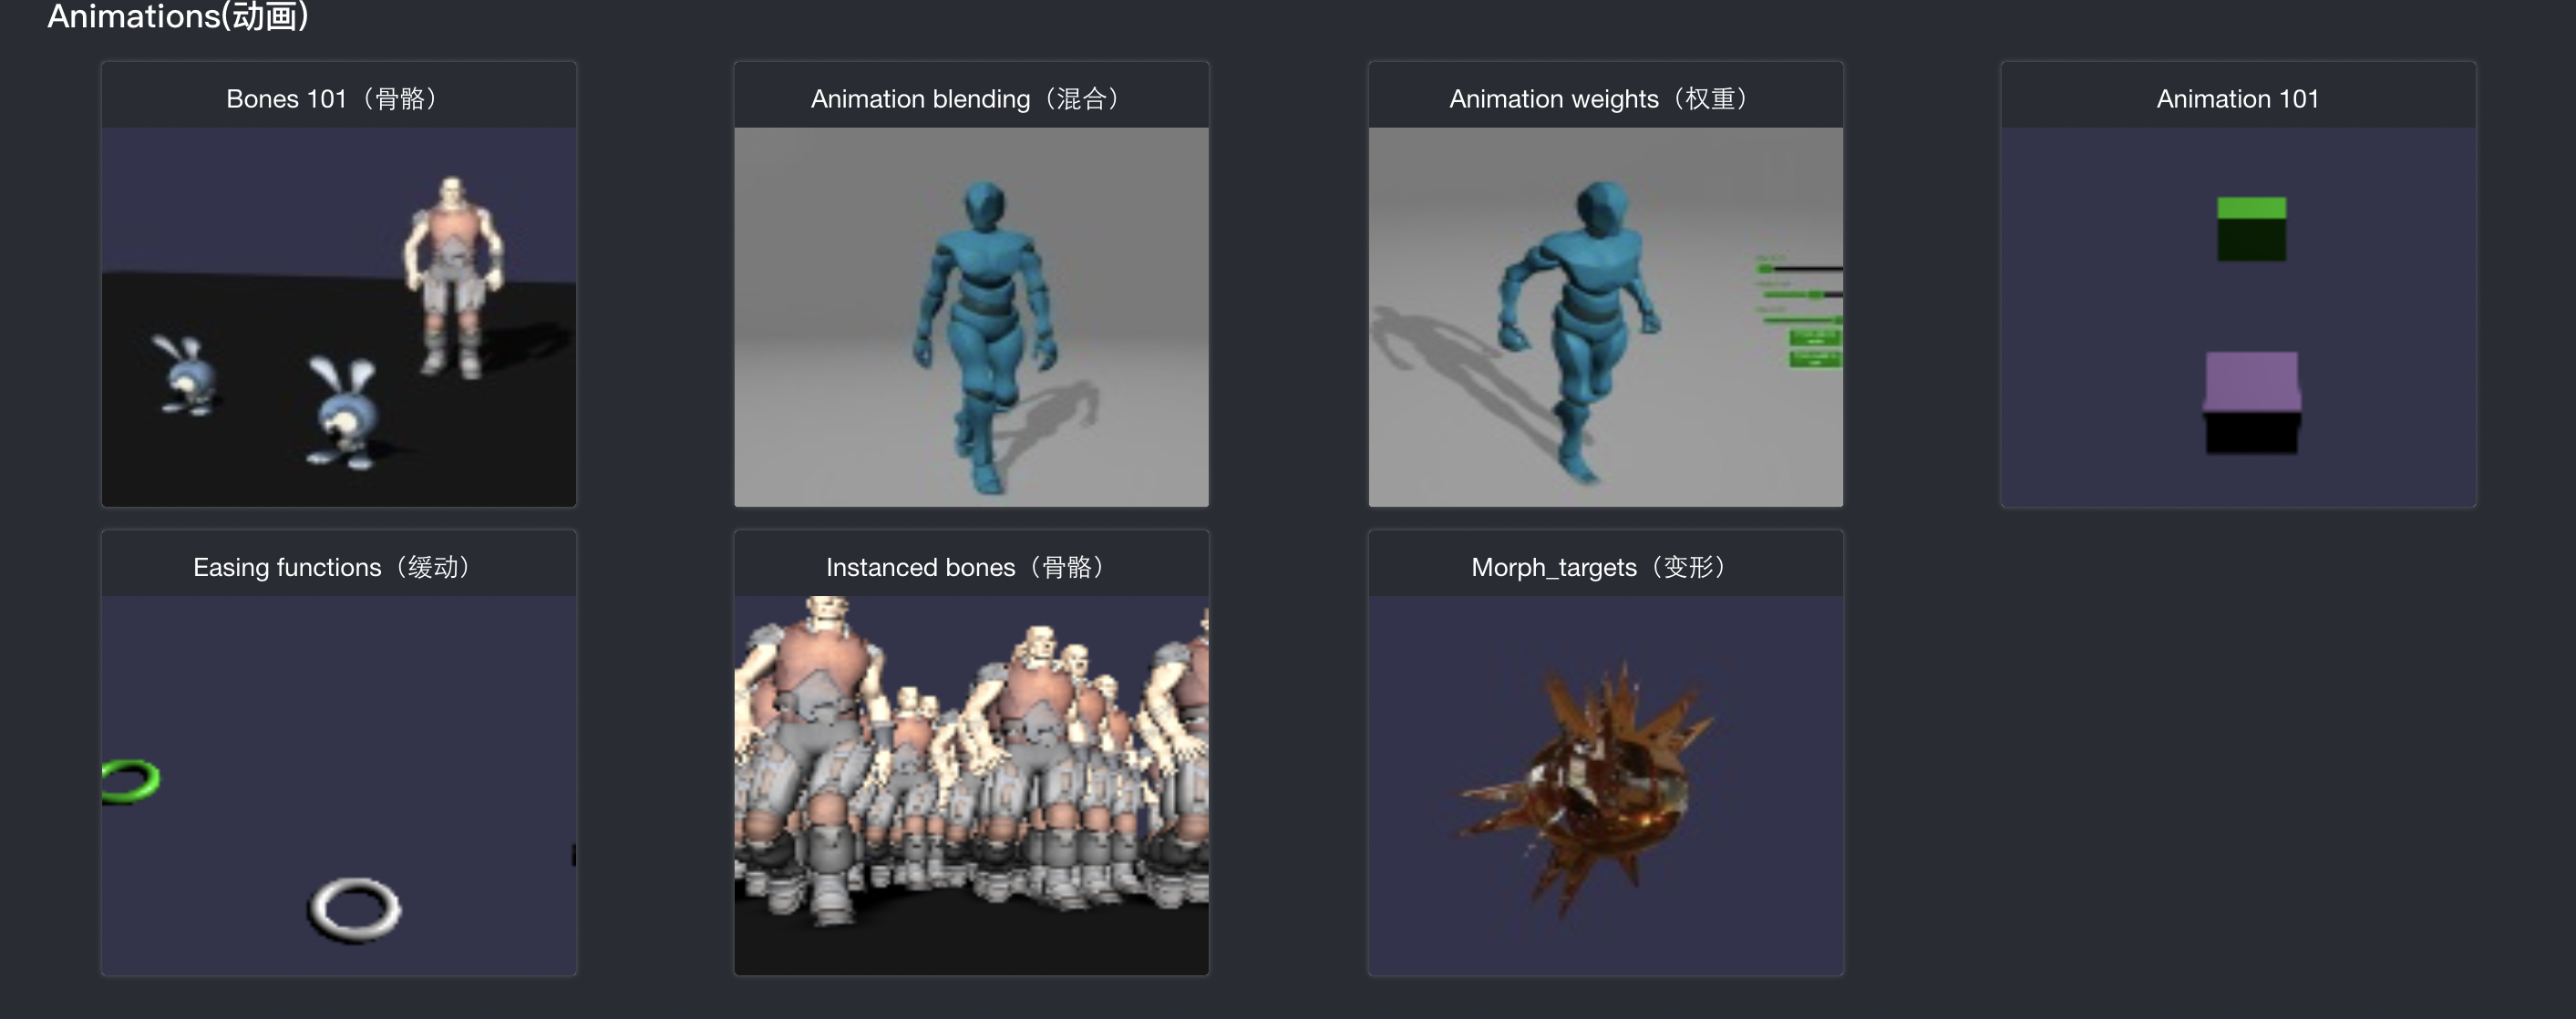 Animations(动画)
Bones 101（骨骼）
Animation blending（混合）
Animation weights（权重）
Animation 101
Easing functions（缓动）
Instanced bones（骨骼）
Morph_targets（变形）